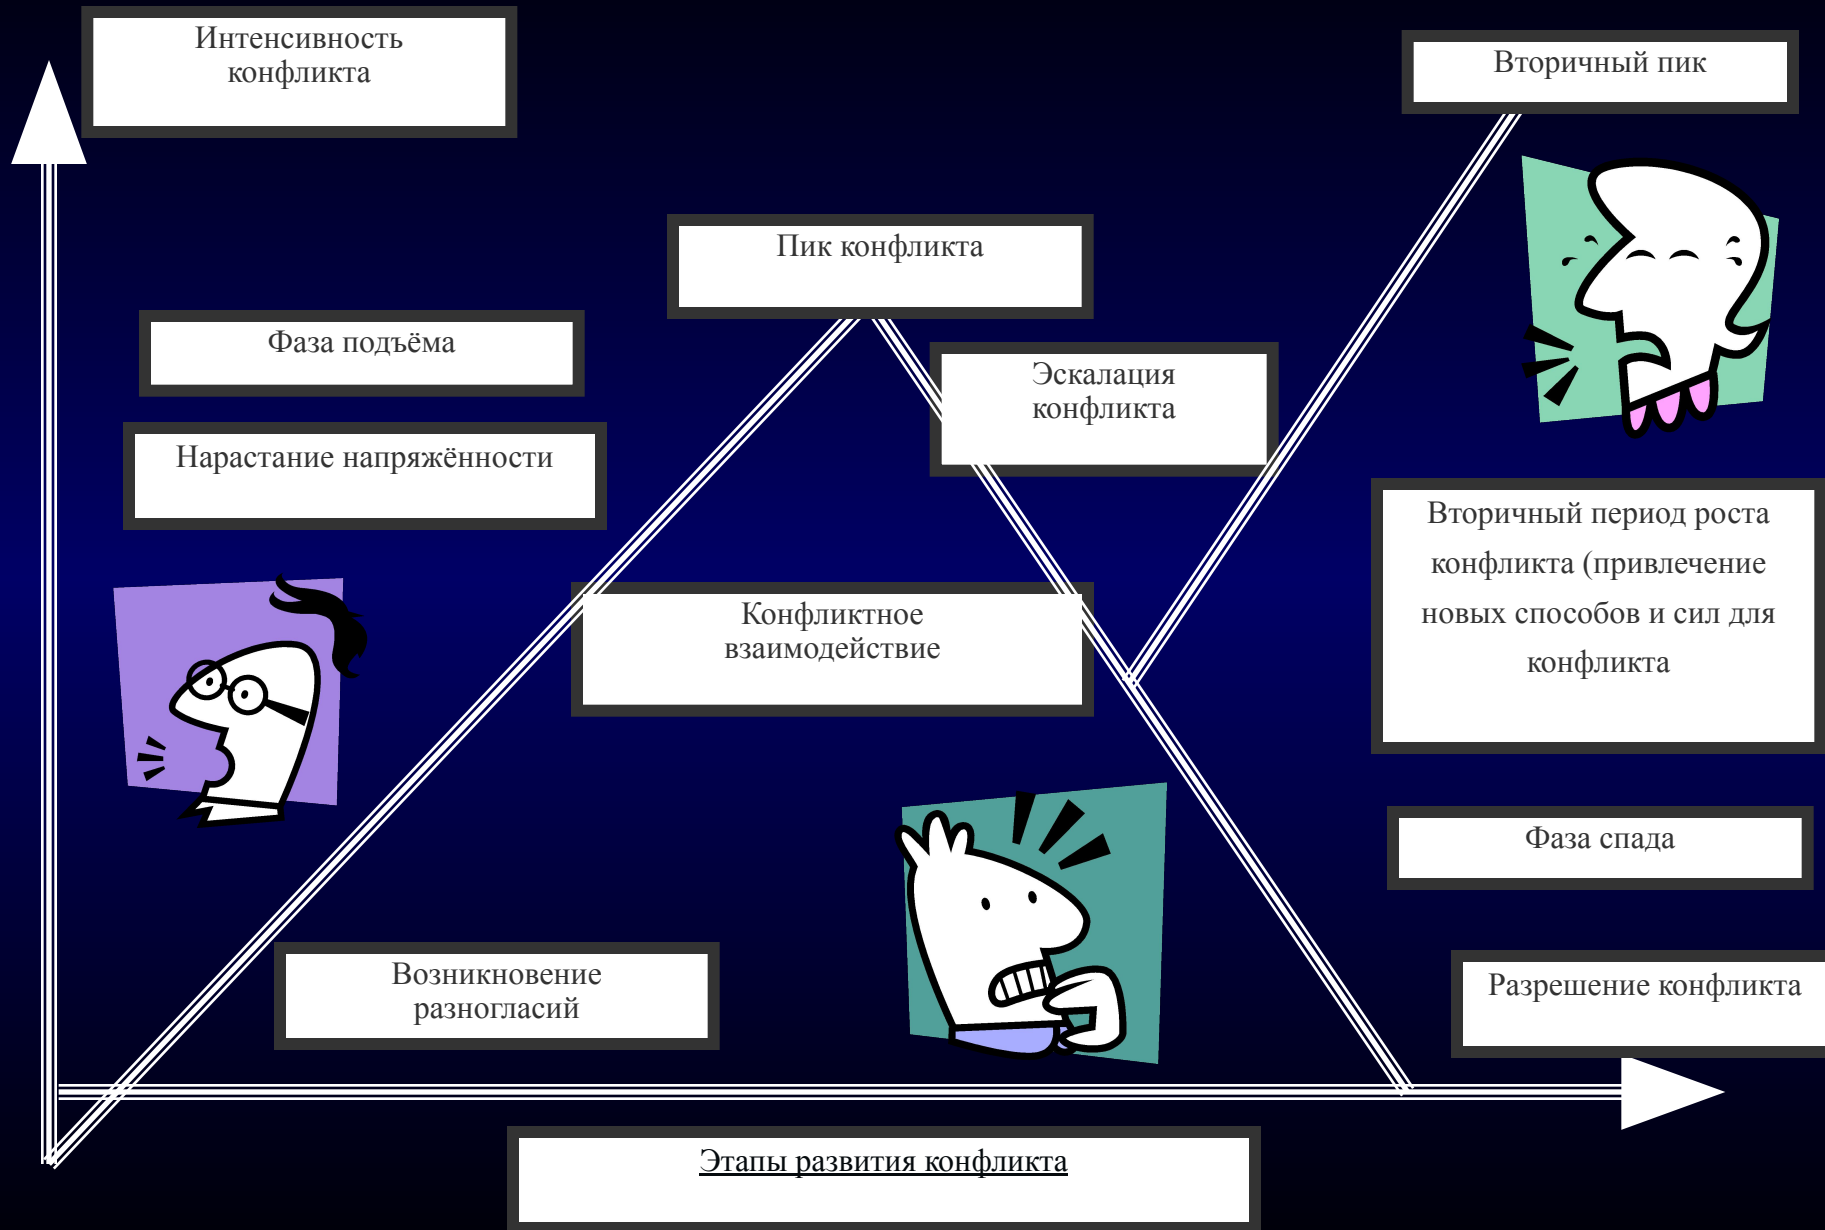 Интенсивность
конфликта
Вторичный пик
Пик конфликта
Фаза подъёма
Эскалация
конфликта
Нарастание напряжённости
Вторичный период роста
конфликта (привлечение
новых способов и сил для
конфликта
Конфликтное
взаимодействие
Фаза спада
Возникновение
разногласий
Разрешение конфликта
Этапы развития конфликта